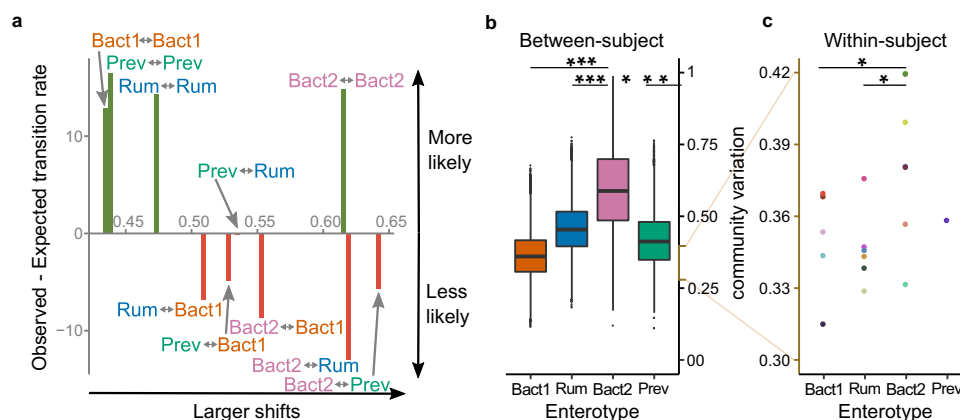 a
Bact1↔Bact1
Prev↔Prev
Rum↔Rum
Bact2↔Bact2
Prev↔Rum
Observed - Expected transition rate
10
0
−10
0.45
0.50
0.55
0.60
0.65
Rum↔Bact1
Prev↔Bact1
Bact2↔Bact1
Bact2↔Rum
Bact2↔Prev
Larger shifts
More
likely
Less
likely
b
Between-subject
***
*** * **
1
0.75
0.50
0.25
00
Bact1 Rum Bact2 Prev
Enterotype
community variation
c
Within-subject
*
*
0.42
0.39
0.36
0.33
0.30
Bact1 Rum Bact2 Prev
Enterotype